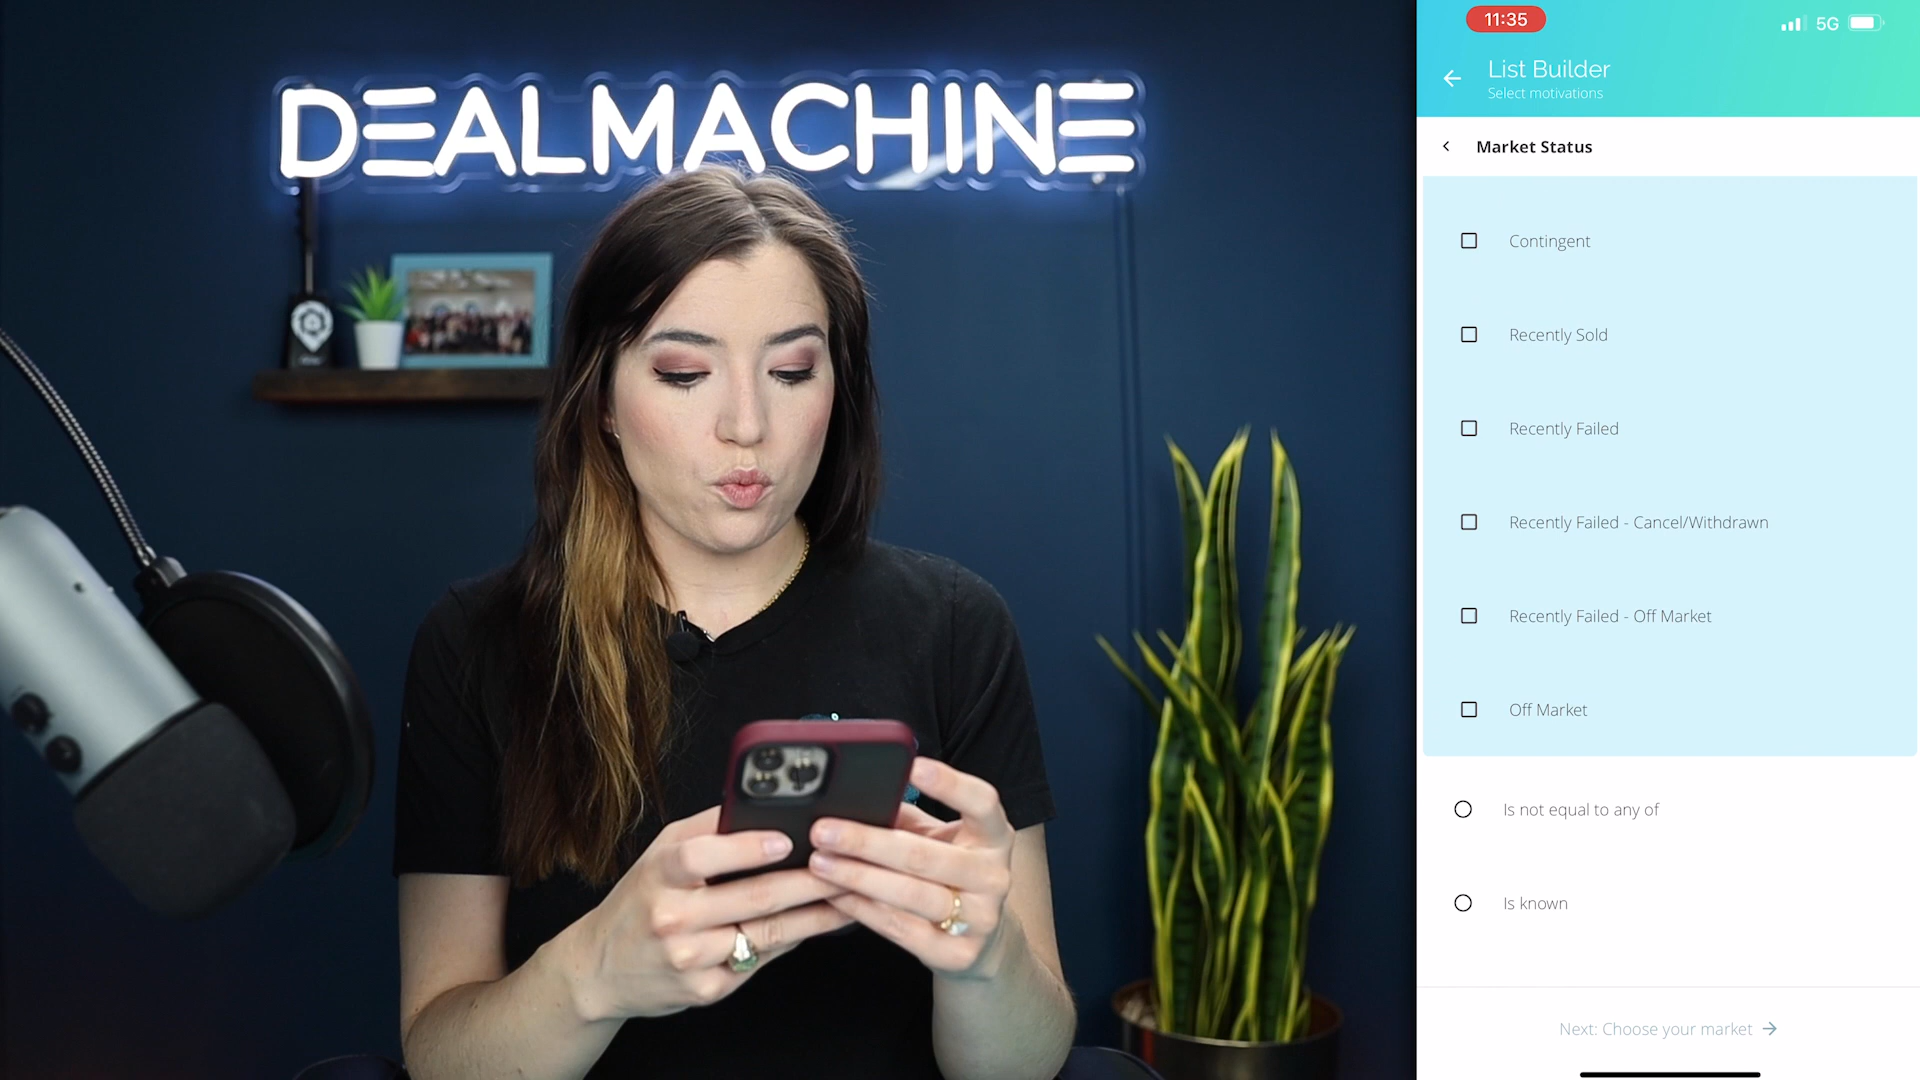 DEALMACHINE
11:35
5G
List Builder
Select motivations
Market Status
Contingent
Recently Sold
Recently Failed
Recently Failed - Cancel/Withdrawn
Recently Failed - Off Market
Off Market
Is not equal to any of
Is known
Next: Choose your market